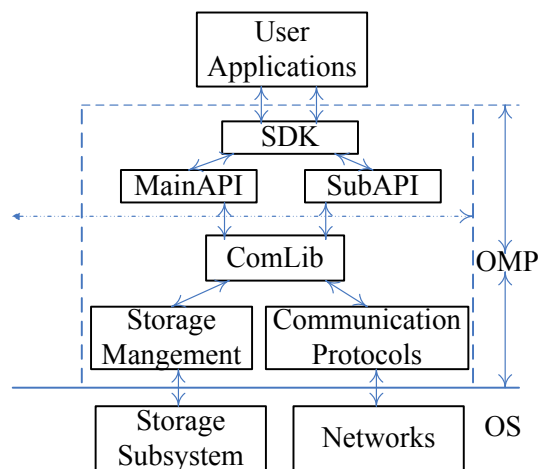 User
Applications
SDK
MainAPI
SubAPI
ComLib
OMP
Storage
Mangement
Communication
Protocols
Storage
Subsystem
Networks
OS